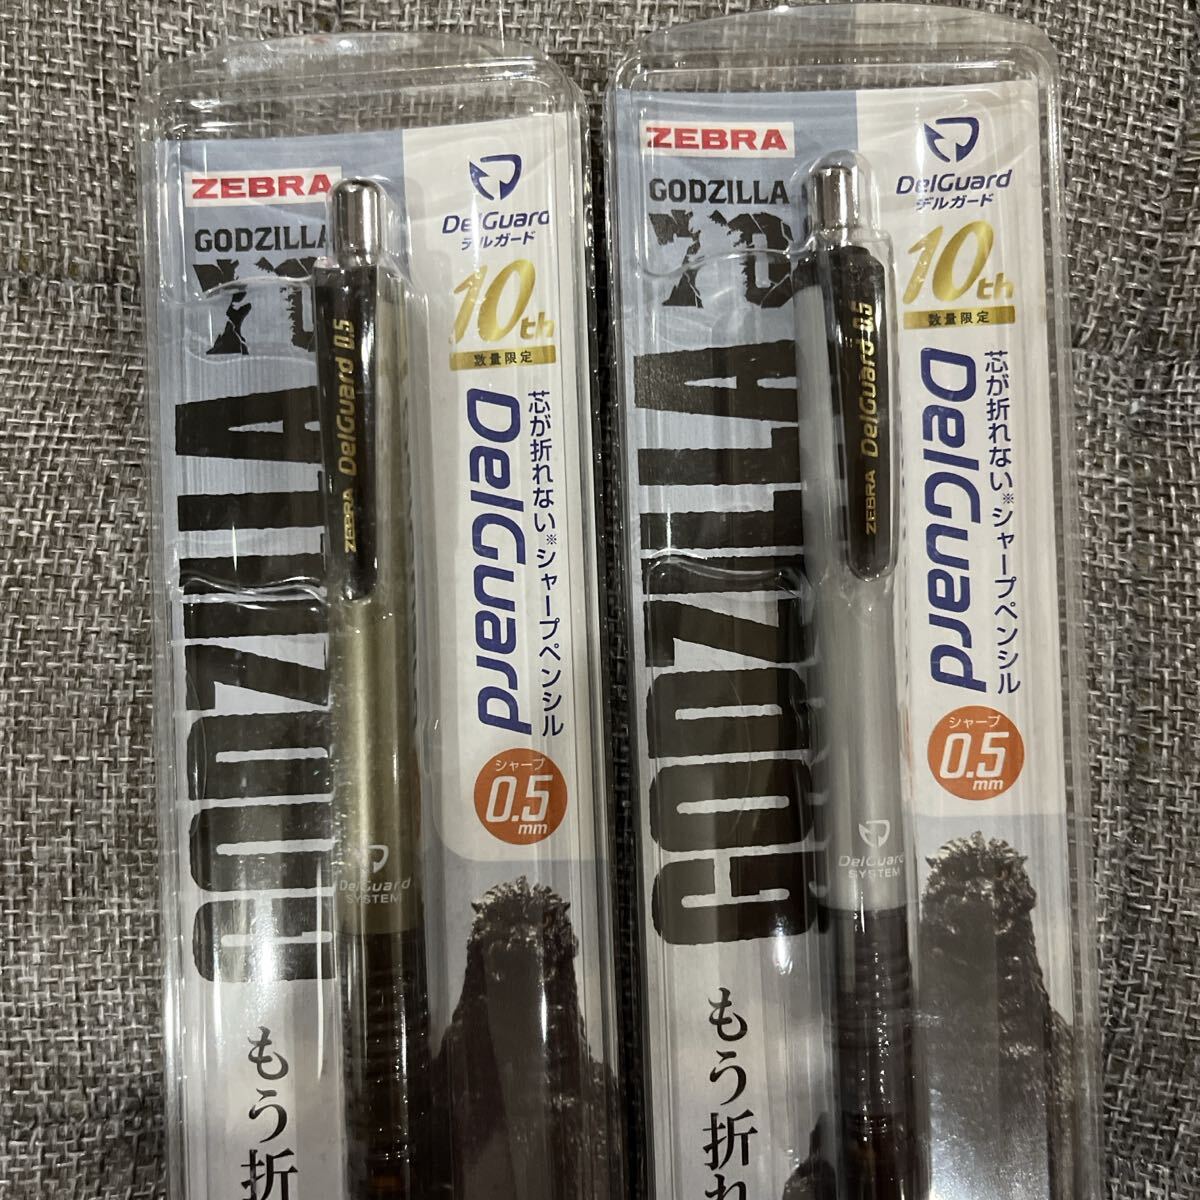 ZEBRA
GODZILLA
70
GODZILLA
ZEBRA DelGuard 0.5
DelGuard
SYSTEM
DelGuard
デルガード
10th
数量限定
芯が折れない※シャープペンシル
DelGuard
シャープ
0.5
mm
もう折
ZEBRA
GODZILLA
70
GODZILLA
ZEBRA DelGuard 0.5
DelGuard
SYSTEM
DelGuard
デルガード
10th
数量限定
芯が折れない※シャープペンシル
DelGuard
シャープ
0.5
mm
もう折れ